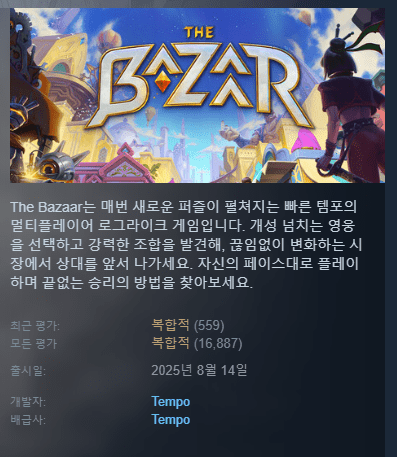 THE
BAZAAR
The Bazaar는 매번 새로운 퍼즐이 펼쳐지는 빠른 템포의
멀티플레이어 로그라이크 게임입니다. 개성 넘치는 영웅
을 선택하고 강력한 조합을 발견해, 끊임없이 변화하는 시
장에서 상대를 앞서 나가세요. 자신의 페이스대로 플레이
하며 끝없는 승리의 방법을 찾아보세요.
최근 평가: 복합적 (559)
모든 평가 복합적 (16,887)
출시일: 2025년 8월 14일
개발자: Tempo
배급사: Tempo